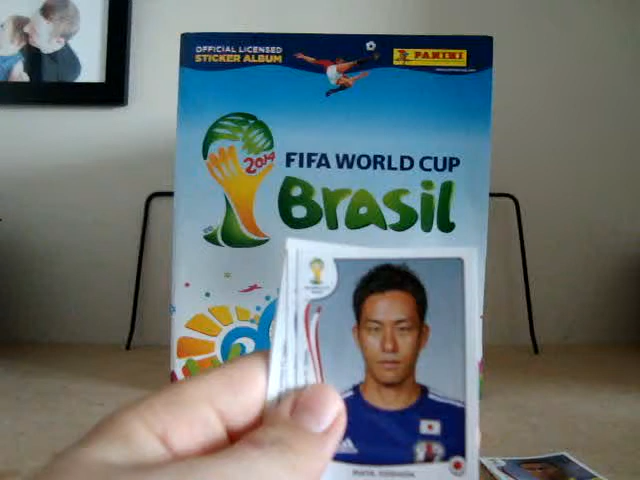 OFFICIAL LICENSED
STICKER ALBUM
PANINI
2014
FIFA WORLD CUP
Brasil